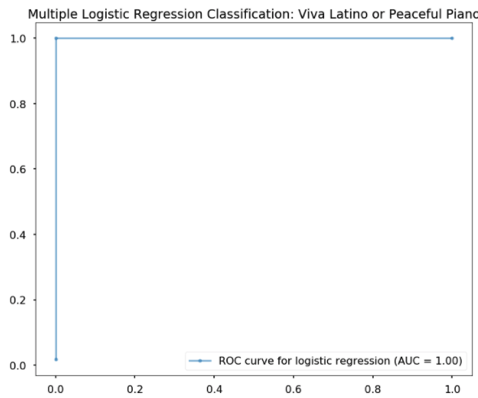 Multiple Logistic Regression Classification: Viva Latino or Peaceful Piano
1.0
0.8
0.6
0.4
0.2
0.0
ROC curve for logistic regression (AUC = 1.00)
0.0 0.2 0.4 0.6 0.8 1.0